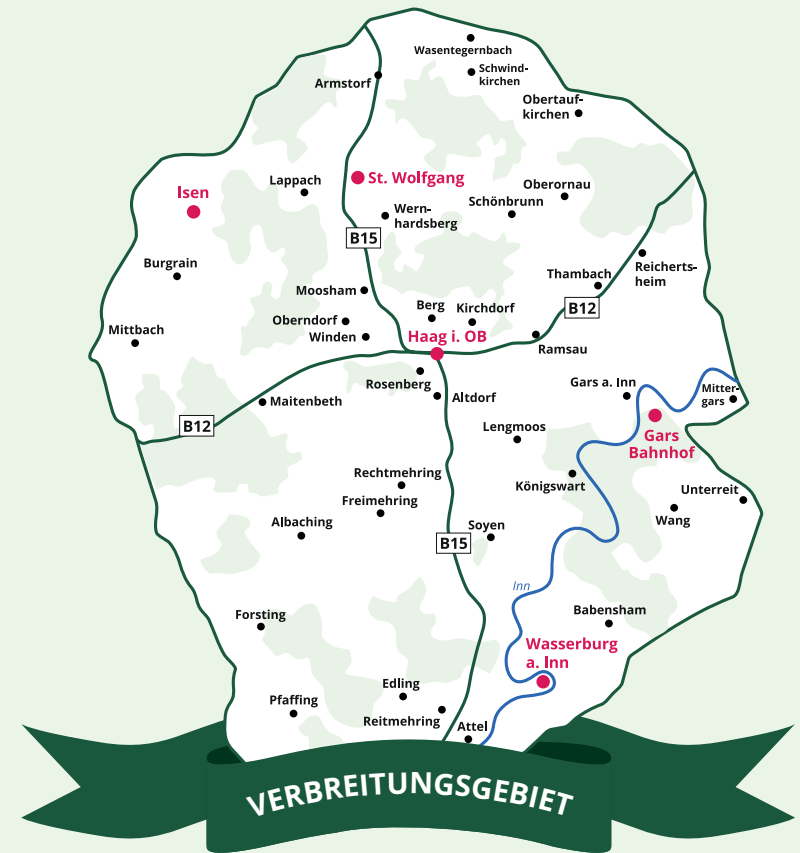 Wasentegernbach
Schwind-
kirchen
Armstorf
Obertauf-
kirchen
Isen
Lappach
St. Wolfgang
Oberornau
Schönbrunn
Wern-
hardsberg
B15
Burgrain
Reicherts-
heim
Thambach
Moosham
Berg
Kirchdorf
B12
Oberndorf
Mittbach
Winden
Haag i. OB
Ramsau
Rosenberg
Gars a. Inn
Mitter-
gars
Maitenbeth
Altdorf
B12
Lengmoos
Gars
Bahnhof
Rechtmehring
Königswart
Unterreit
Freimehring
Wang
Albaching
Soyen
B15
Inn
Forsting
Babensham
Wasserburg
a. Inn
Edling
Pfaffing
Reitmehring
Attel
VERBREITUNGSGEBIET